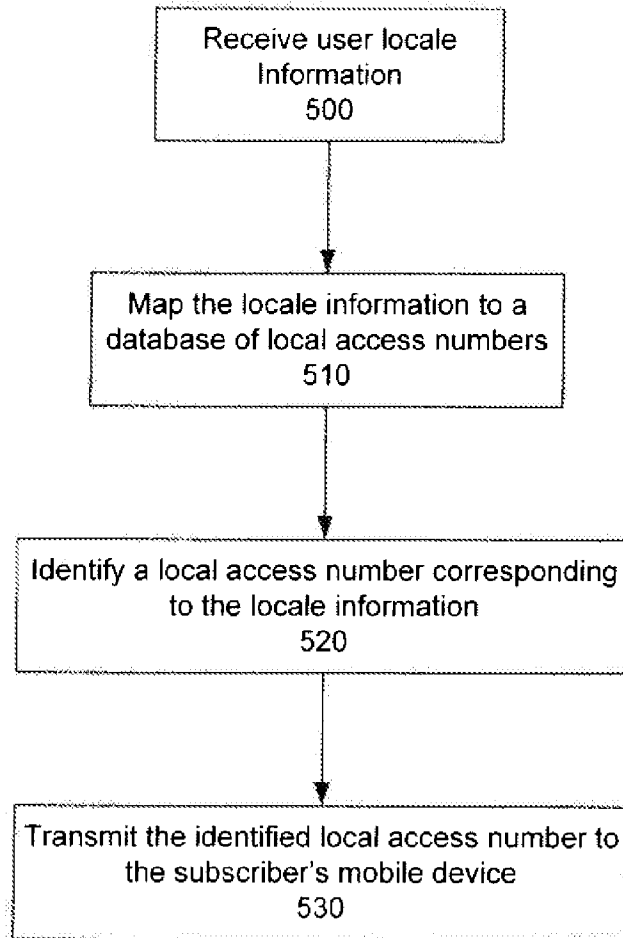 Receive user locale
Information
500
Map the locale information to a
database of local access numbers
510
Identify a local access number corresponding
to the locale information
520
Transmit the identified local access number to
the subscriber's mobile device
530